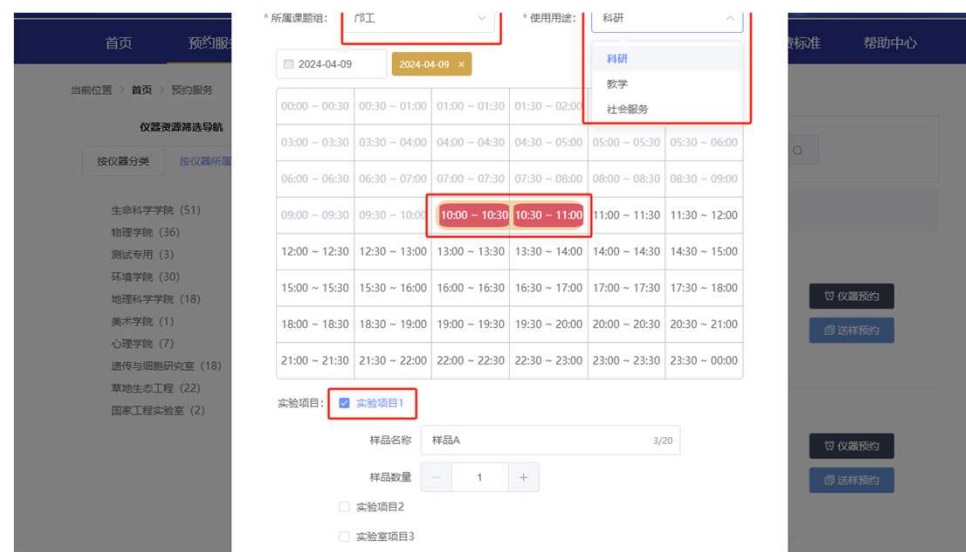 * 所属课题组: 邝工 * 使用用途: 科研
首页 预约服 标准 帮助中心
2024-04-09 2024-04-09 ×
科研
教学
社会服务
当前位置 > 首页 > 预约服务
仪器资源筛选导航
按仪器分类 按仪器所属
00:00 ~ 00:30 00:30 ~ 01:00 01:00 ~ 01:30 01:30 ~ 02:00
03:00 ~ 03:30 03:30 ~ 04:00 04:00 ~ 04:30 04:30 ~ 05:00 05:00 ~ 05:30 05:30 ~ 06:00
06:00 ~ 06:30 06:30 ~ 07:00 07:00 ~ 07:30 07:30 ~ 08:00 08:00 ~ 08:30 08:30 ~ 09:00
09:00 ~ 09:30 09:30 ~ 10:00 10:00 ~ 10:30 10:30 ~ 11:00 11:00 ~ 11:30 11:30 ~ 12:00
12:00 ~ 12:30 12:30 ~ 13:00 13:00 ~ 13:30 13:30 ~ 14:00 14:00 ~ 14:30 14:30 ~ 15:00
15:00 ~ 15:30 15:30 ~ 16:00 16:00 ~ 16:30 16:30 ~ 17:00 17:00 ~ 17:30 17:30 ~ 18:00
18:00 ~ 18:30 18:30 ~ 19:00 19:00 ~ 19:30 19:30 ~ 20:00 20:00 ~ 20:30 20:30 ~ 21:00
21:00 ~ 21:30 21:30 ~ 22:00 22:00 ~ 22:30 22:30 ~ 23:00 23:00 ~ 23:30 23:30 ~ 00:00
生命科学学院 (51)
物理学院 (36)
测试专用 (3)
环境学院 (30)
地理科学学院 (18)
美术学院 (1)
心理学院 (7)
遗传与细胞研究室 (18)
草地生态工程 (22)
国家工程实验室 (2)
仪器预约
送样预约
实验项目: 实验项目1
样品名称 样品A 3/20
样品数量 − 1 +
实验项目2
实验室项目3
仪器预约
送样预约